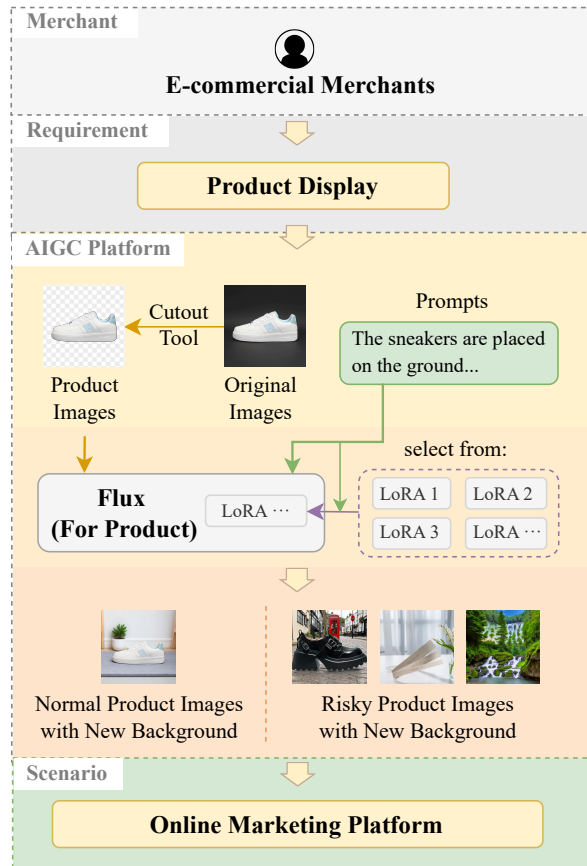 Merchant
E-commercial Merchants
Requirement
Product Display
AIGC Platform
Cutout
Tool
Product
Images
Original
Images
Prompts
The sneakers are placed
on the ground...
select from:
Flux
(For Product)
LoRA ···
LoRA 1
LoRA 2
LoRA 3
LoRA ···
Normal Product Images
with New Background
Risky Product Images
with New Background
Scenario
Online Marketing Platform